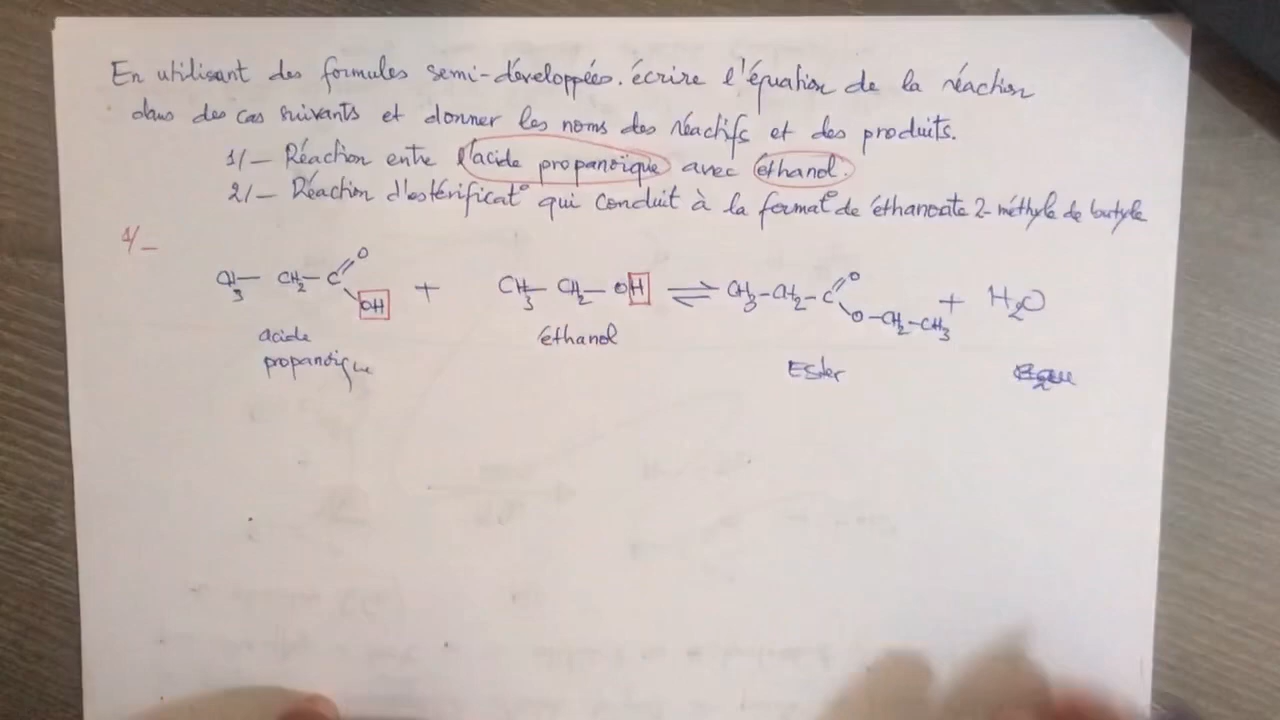 En utilisant des formules semi-développées. écrire l'équation de la réaction
dans des cas suivants et donner les noms des réactifs et des produits.
1/- Réaction entre l'acide propanoïque avec éthanol.
2/- Réaction d'estérificat° qui conduit à la format° de éthanoate 2-méthyle de butyle
1/-
CH3-CH2-C(=O)-OH + CH3-CH2-OH ⇌ CH3-CH2-C(=O)-O-CH2-CH3 + H2O
acide propanoïque éthanol Ester eau